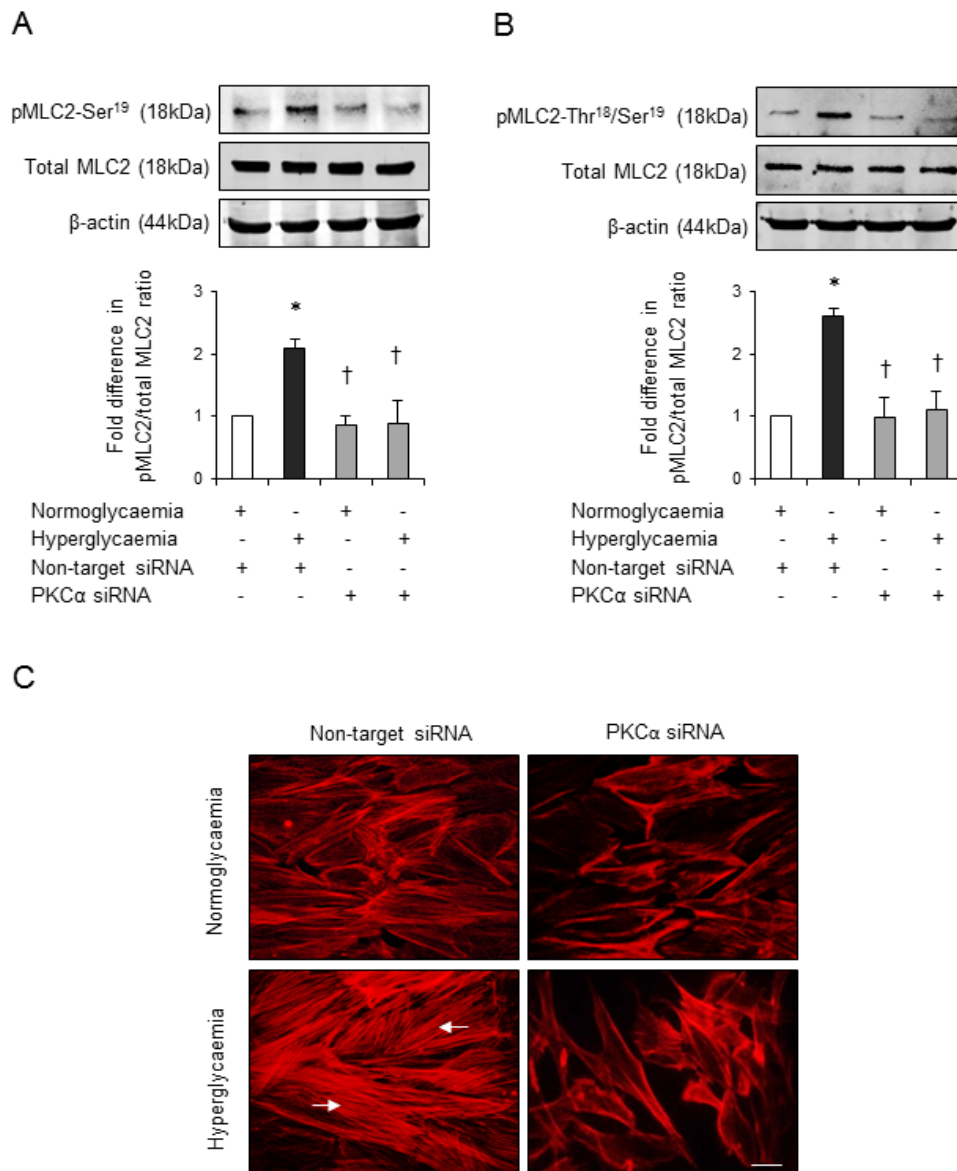 A
pMLC2-Ser¹⁹ (18kDa)
Total MLC2 (18kDa)
β-actin (44kDa)
Fold difference in
pMLC2/total MLC2 ratio
3
2
1
0
*
†
†
Normoglycaemia + - + -
Hyperglycaemia - + - +
Non-target siRNA + + - -
PKCα siRNA - - + +
B
pMLC2-Thr¹⁸/Ser¹⁹ (18kDa)
Total MLC2 (18kDa)
β-actin (44kDa)
Fold difference in
pMLC2/total MLC2 ratio
3
2
1
0
*
†
†
Normoglycaemia + - + -
Hyperglycaemia - + - +
Non-target siRNA + + - -
PKCα siRNA - - + +
C
Non-target siRNA
PKCα siRNA
Normoglycaemia
Hyperglycaemia